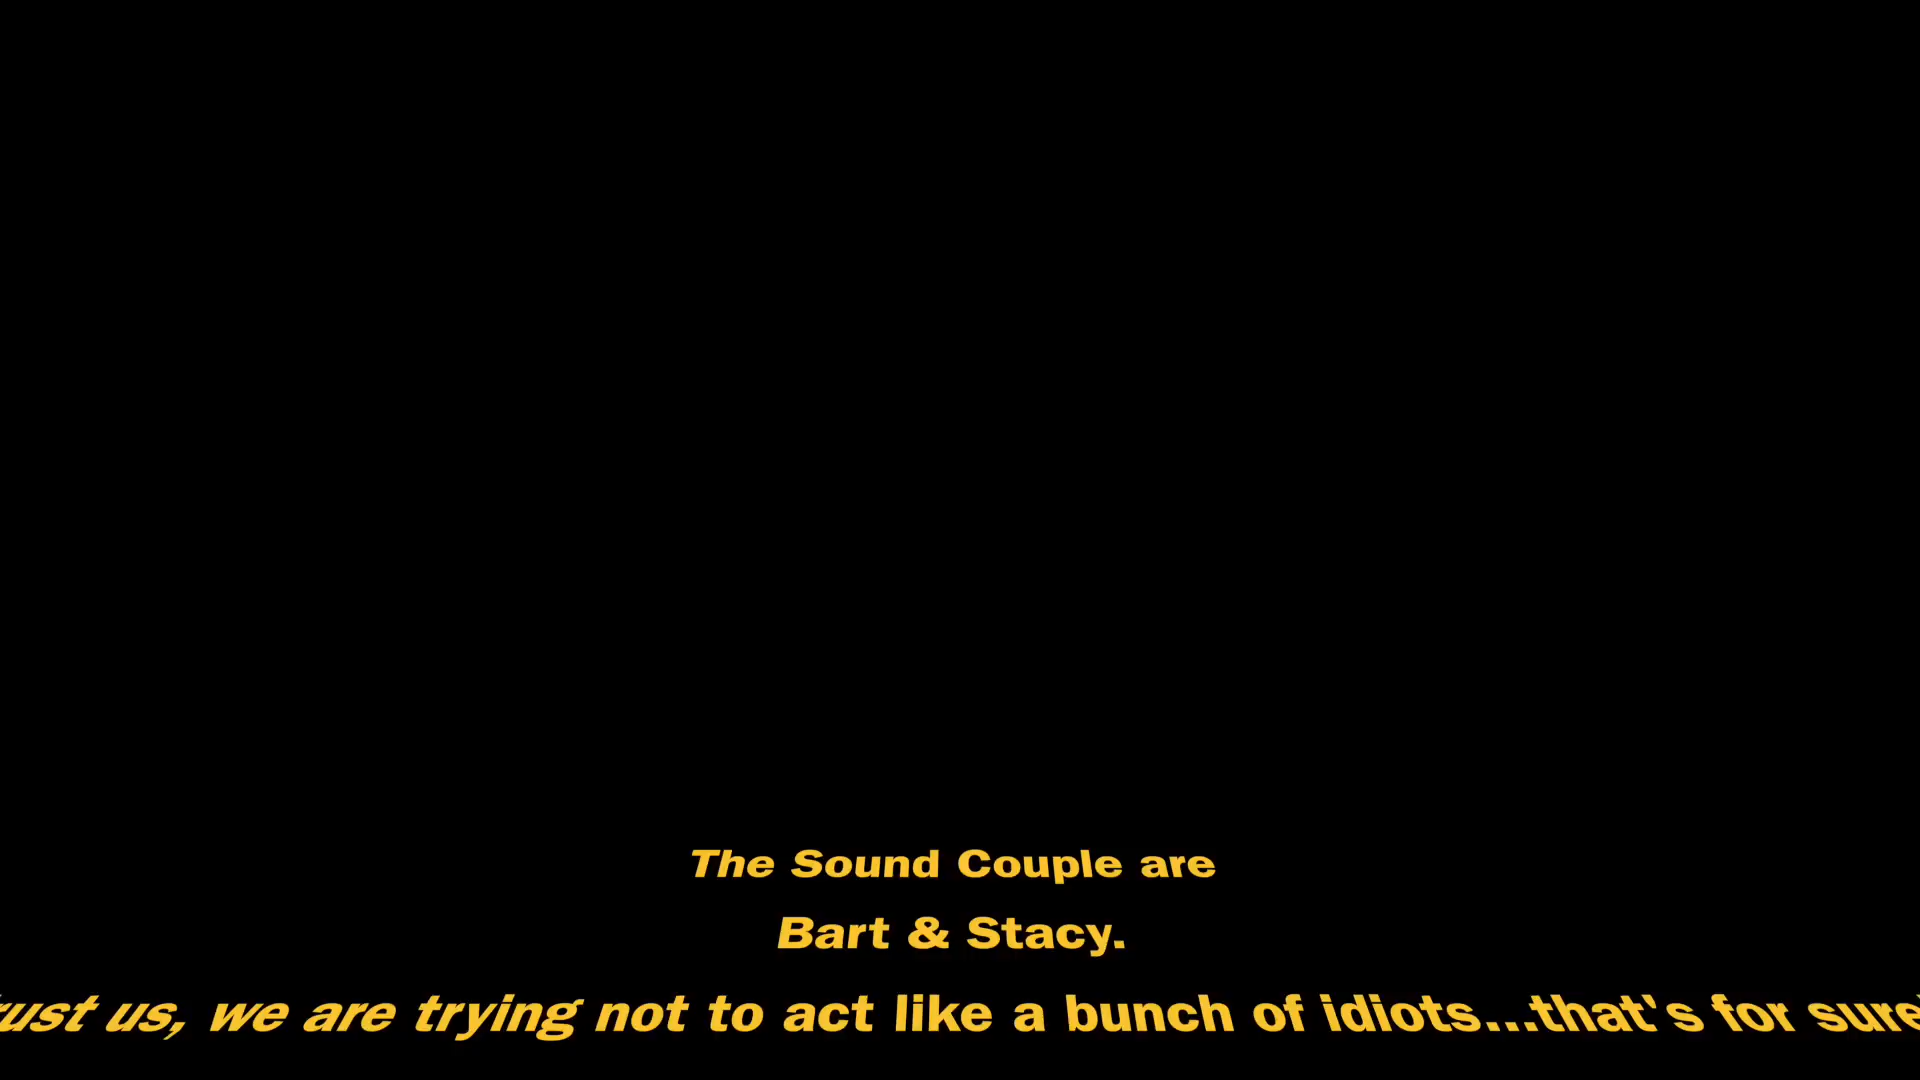 The Sound Couple are
Bart & Stacy.
us, we are trying not to act like a bunch of idiots...that's for sure